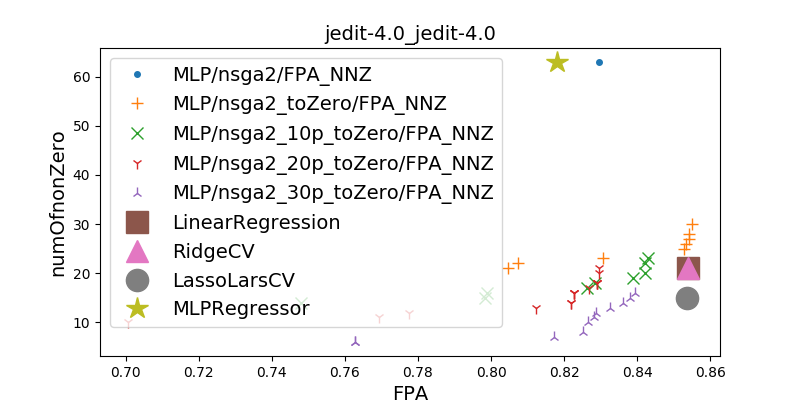 jedit-4.0_jedit-4.0
numOfnonZero
60
50
40
30
20
10
MLP/nsga2/FPA_NNZ
MLP/nsga2_toZero/FPA_NNZ
MLP/nsga2_10p_toZero/FPA_NNZ
MLP/nsga2_20p_toZero/FPA_NNZ
MLP/nsga2_30p_toZero/FPA_NNZ
LinearRegression
RidgeCV
LassoLarsCV
MLPRegressor
0.70 0.72 0.74 0.76 0.78 0.80 0.82 0.84 0.86
FPA